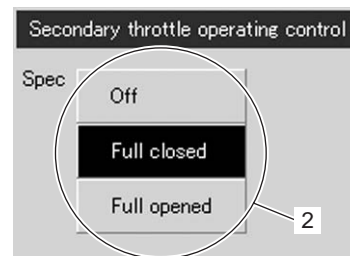 Secondary throttle operating control
Spec
Off
Full closed
Full opened
2